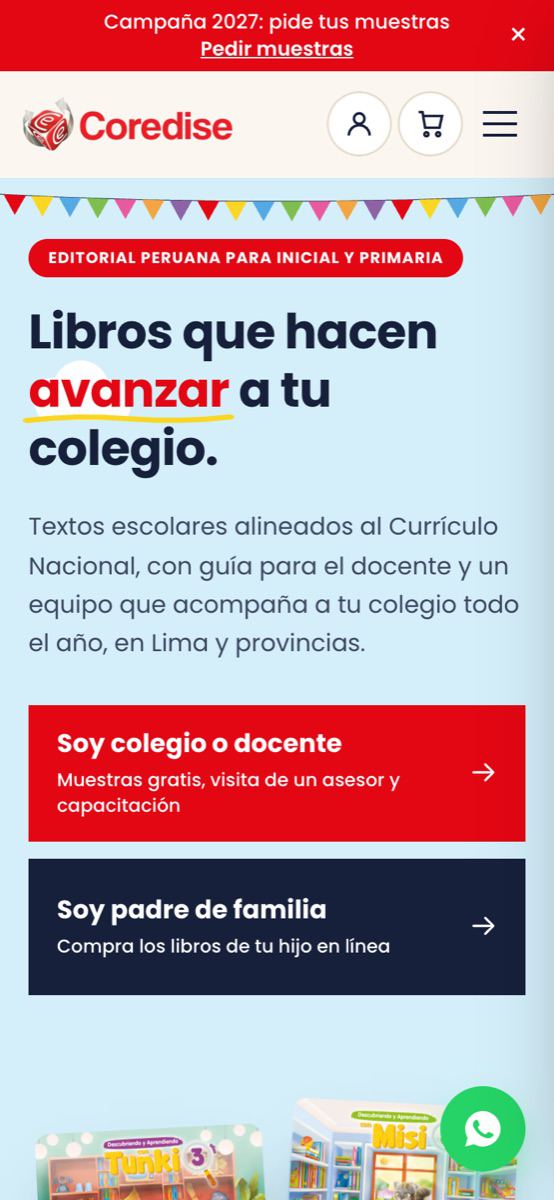 Campaña 2027: pide tus muestras
Pedir muestras
×
Coredise
EDITORIAL PERUANA PARA INICIAL Y PRIMARIA
Libros que hacen
avanzar a tu
colegio.
Textos escolares alineados al Currículo
Nacional, con guía para el docente y un
equipo que acompaña a tu colegio todo
el año, en Lima y provincias.
Soy colegio o docente
Muestras gratis, visita de un asesor y
capacitación
→
Soy padre de familia
Compra los libros de tu hijo en línea
→
Descubriendo y Aprendiendo
con
Tuñki 3
Descubriendo y Aprendiendo
con
Misi